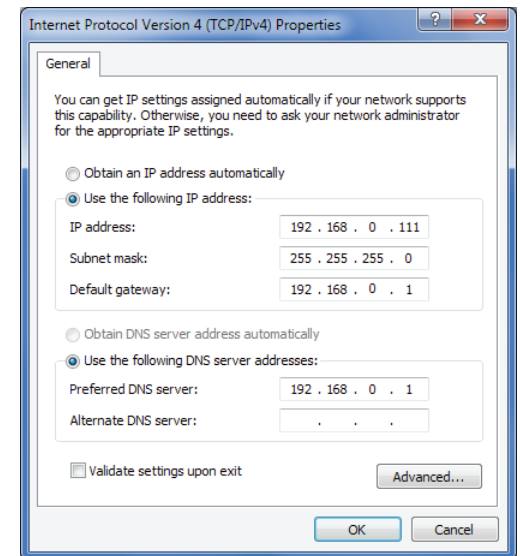 Internet Protocol Version 4 (TCP/IPv4) Properties
General
You can get IP settings assigned automatically if your network supports
this capability. Otherwise, you need to ask your network administrator
for the appropriate IP settings.
Obtain an IP address automatically
Use the following IP address:
IP address: 192 . 168 . 0 . 111
Subnet mask: 255 . 255 . 255 . 0
Default gateway: 192 . 168 . 0 . 1
Obtain DNS server address automatically
Use the following DNS server addresses:
Preferred DNS server: 192 . 168 . 0 . 1
Alternate DNS server: . . .
Validate settings upon exit
Advanced...
OK Cancel